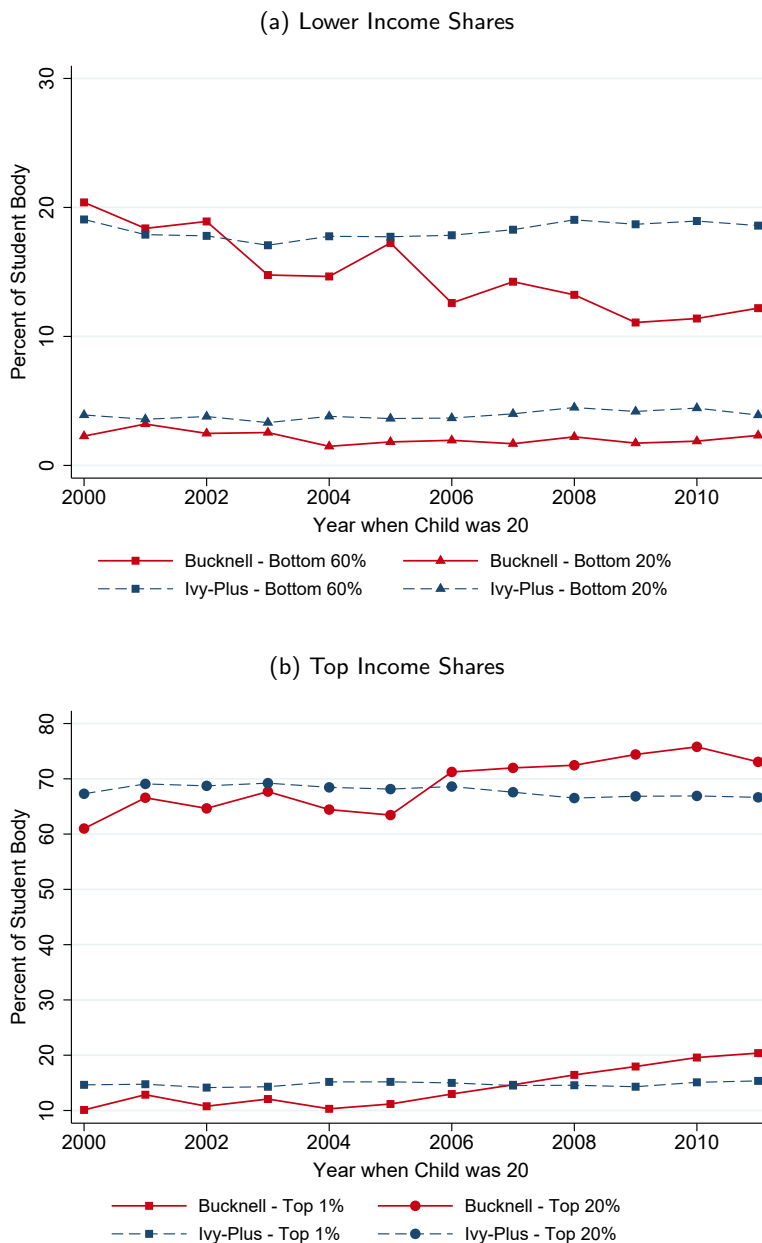 (a) Lower Income Shares
Percent of Student Body
30
20
10
0
2000 2002 2004 2006 2008 2010
Year when Child was 20
Bucknell - Bottom 60% Bucknell - Bottom 20%
Ivy-Plus - Bottom 60% Ivy-Plus - Bottom 20%
(b) Top Income Shares
Percent of Student Body
80
70
60
50
40
30
20
10
2000 2002 2004 2006 2008 2010
Year when Child was 20
Bucknell - Top 1% Bucknell - Top 20%
Ivy-Plus - Top 1% Ivy-Plus - Top 20%